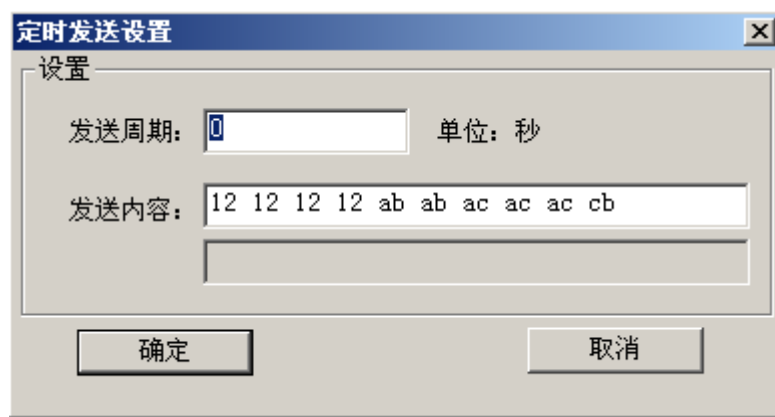 定时发送设置
设置
发送周期： 0 单位：秒
发送内容： 12 12 12 12 ab ab ac ac ac cb
确定 取消